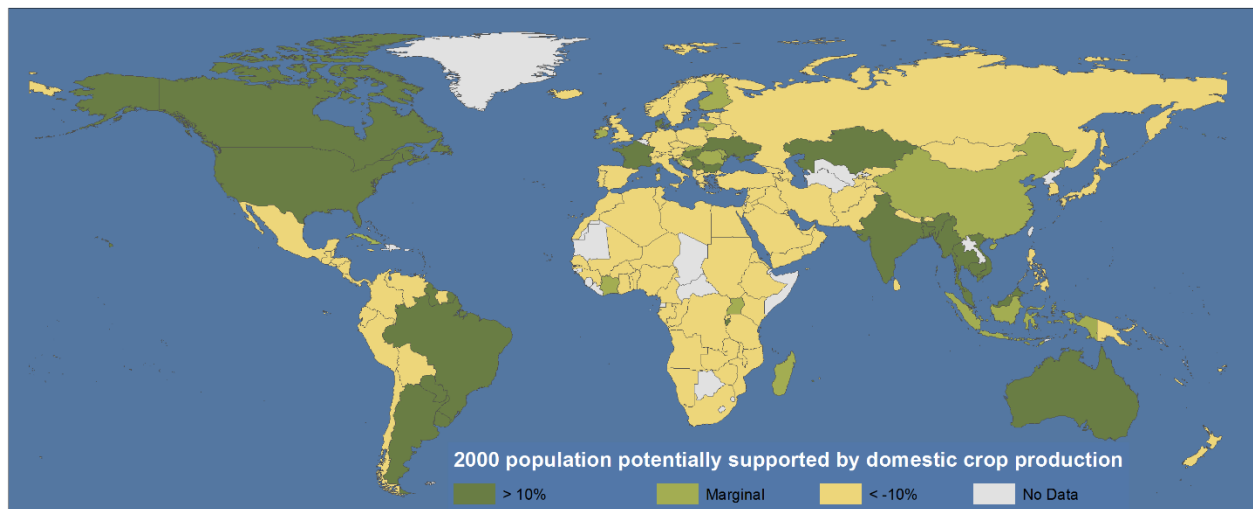 2000 population potentially supported by domestic crop production
> 10% Marginal < -10% No Data